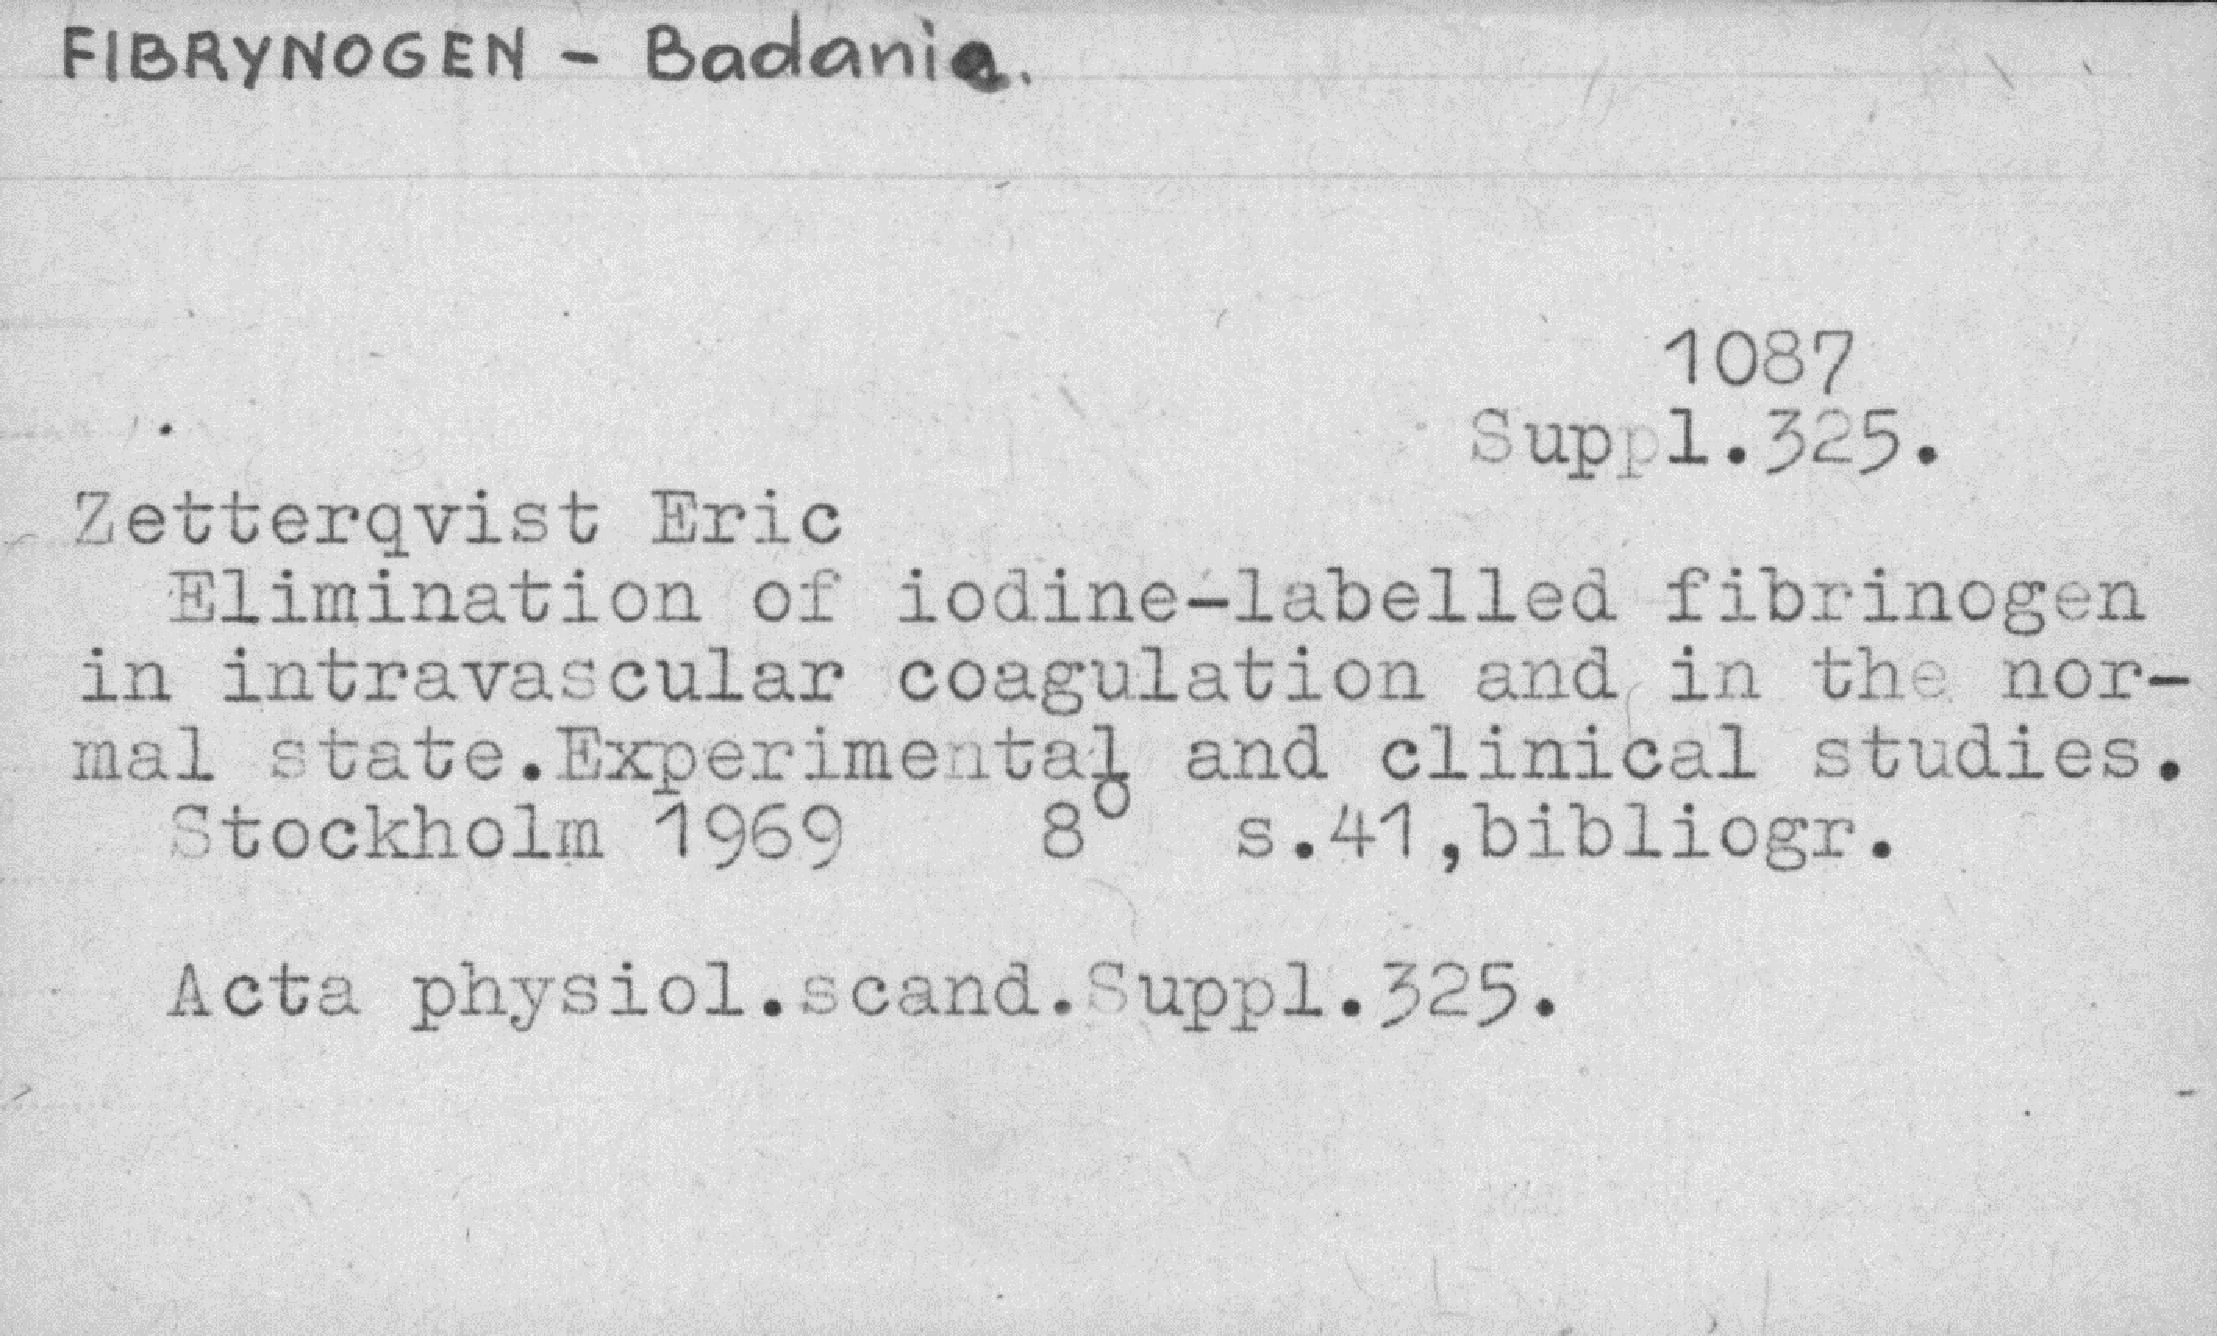 FIBRYNOGEN - Badania.
1087
Suppl.325.
Zetterqvist Eric
Elimination of iodine-labelled fibrinogen
in intravascular coagulation and in the nor-
mal state.Experimental and clinical studies.
Stockholm 1969 8° s.41,bibliogr.
Acta physiol.scand.Suppl.325.